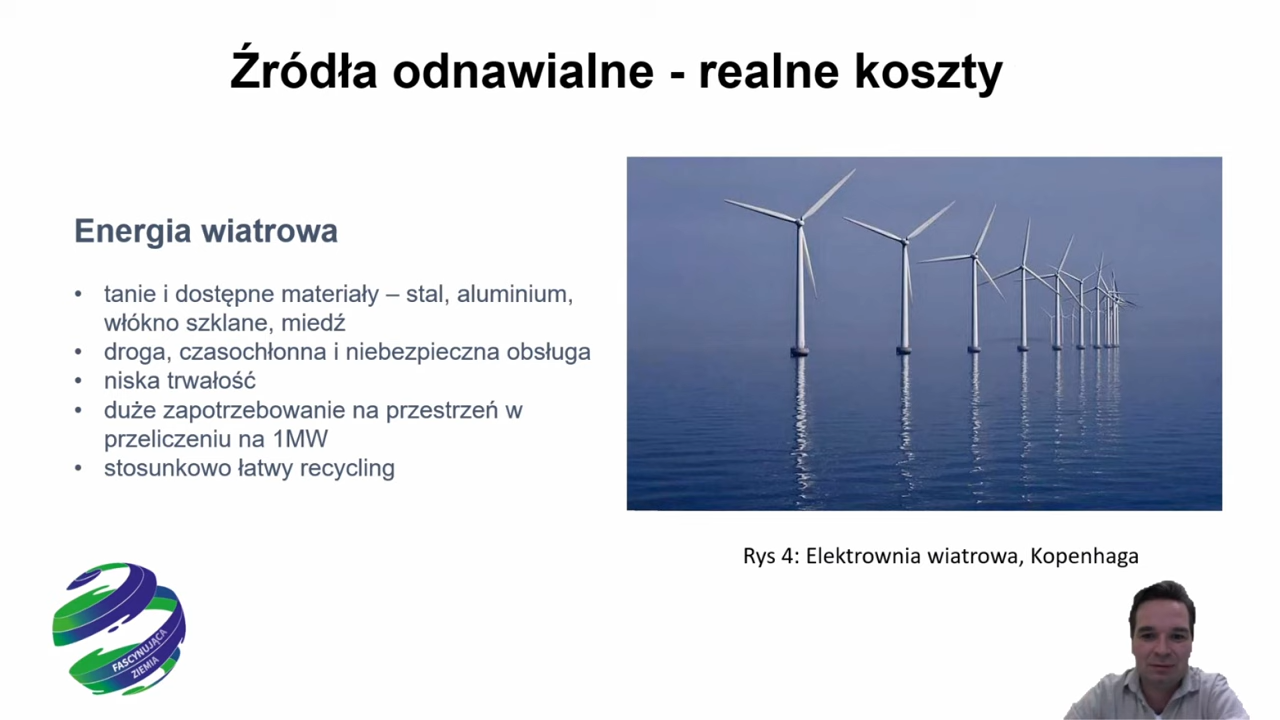 Źródła odnawialne - realne koszty
Energia wiatrowa
• tanie i dostępne materiały – stal, aluminium,
włókno szklane, miedź
• droga, czasochłonna i niebezpieczna obsługa
• niska trwałość
• duże zapotrzebowanie na przestrzeń w
przeliczeniu na 1MW
• stosunkowo łatwy recycling
Rys 4: Elektrownia wiatrowa, Kopenhaga
FASCYNUJĄCA
ZIEMIA